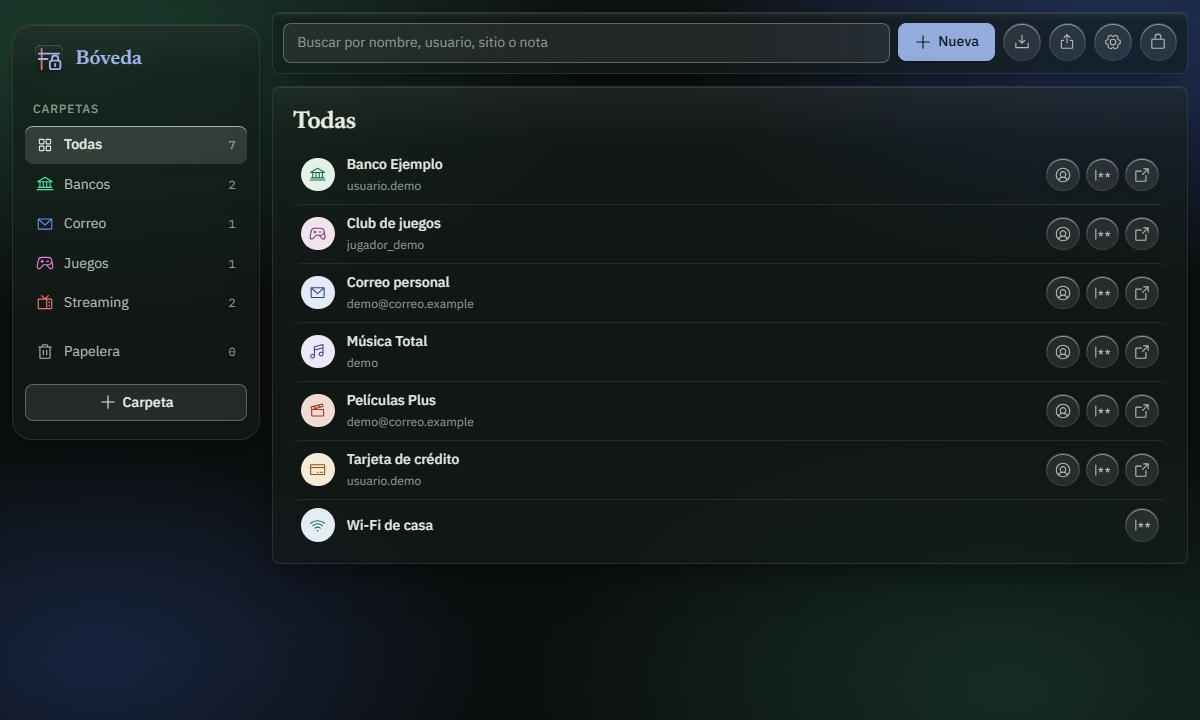 Bóveda
CARPETAS
Todas 7
Bancos 2
Correo 1
Juegos 1
Streaming 2
Papelera 0
Carpeta
Buscar por nombre, usuario, sitio o nota
Nueva
Todas
Banco Ejemplo
usuario.demo
Club de juegos
jugador_demo
Correo personal
demo@correo.example
Música Total
demo
Películas Plus
demo@correo.example
Tarjeta de crédito
usuario.demo
Wi-Fi de casa